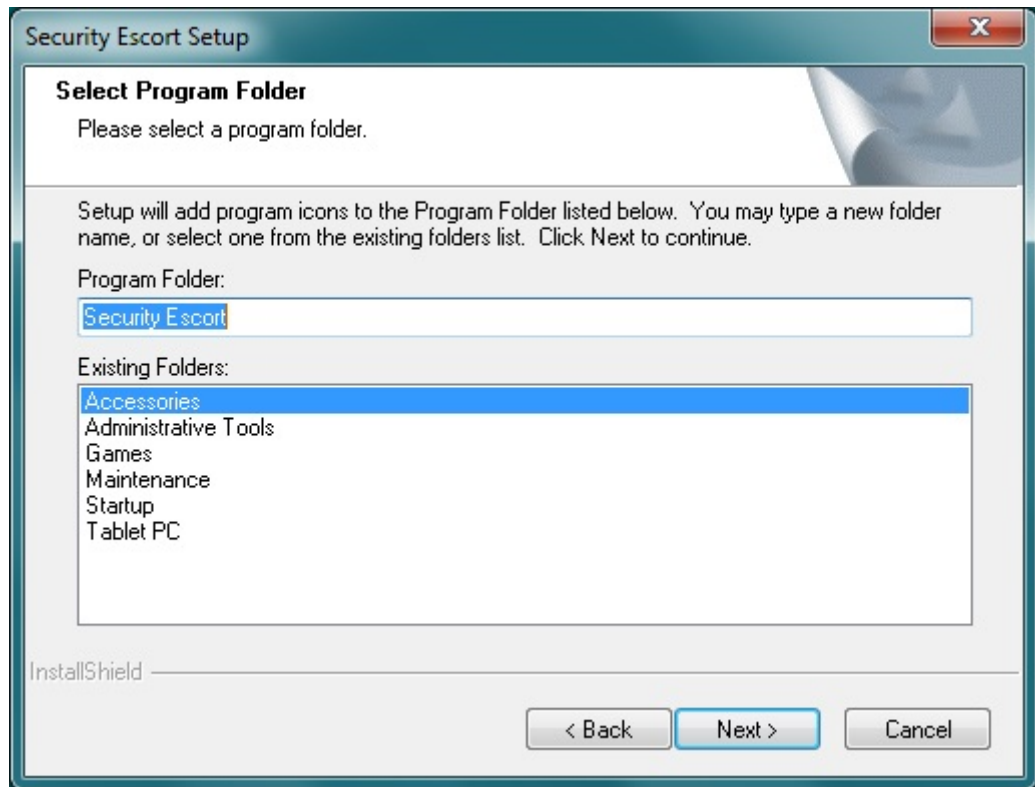 Security Escort Setup
Select Program Folder
Please select a program folder.
Setup will add program icons to the Program Folder listed below.  You may type a new folder
name, or select one from the existing folders list.  Click Next to continue.
Program Folder:
Security Escort
Existing Folders:
Accessories
Administrative Tools
Games
Maintenance
Startup
Tablet PC
InstallShield
< Back
Next >
Cancel